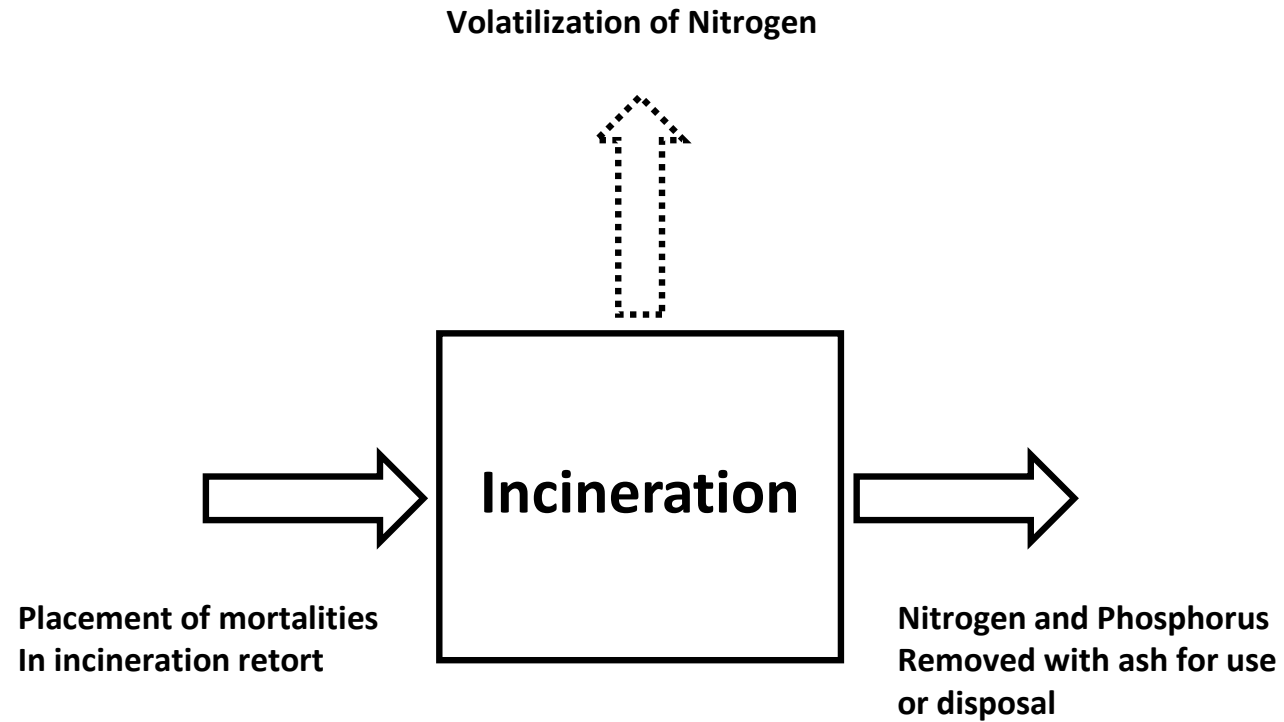 Volatilization of Nitrogen
Incineration
Placement of mortalities
In incineration retort
Nitrogen and Phosphorus
Removed with ash for use
or disposal